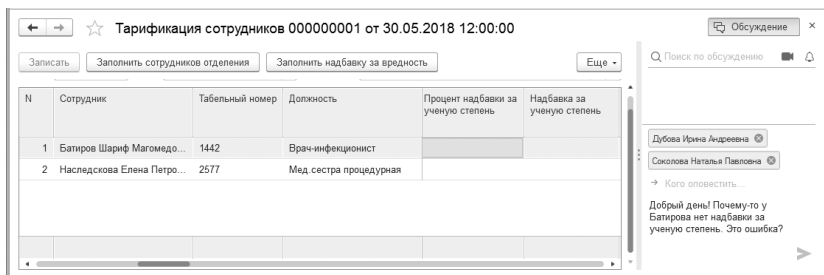 Тарификация сотрудников 000000001 от 30.05.2018 12:00:00
Обсуждение
Записать
Заполнить сотрудников отделения
Заполнить надбавку за вредность
Еще
Поиск по обсуждению
N Сотрудник Табельный номер Должность Процент надбавки за Надбавка за
ученую степень ученую степень
1 Батиров Шариф Магомедо... 1442 Врач-инфекционист
2 Наследскова Елена Петро... 2577 Мед.сестра процедурная
Дубова Ирина Андреевна
Соколова Наталья Павловна
Кого оповестить...
Добрый день! Почему-то у
Батирова нет надбавки за
ученую степень. Это ошибка?